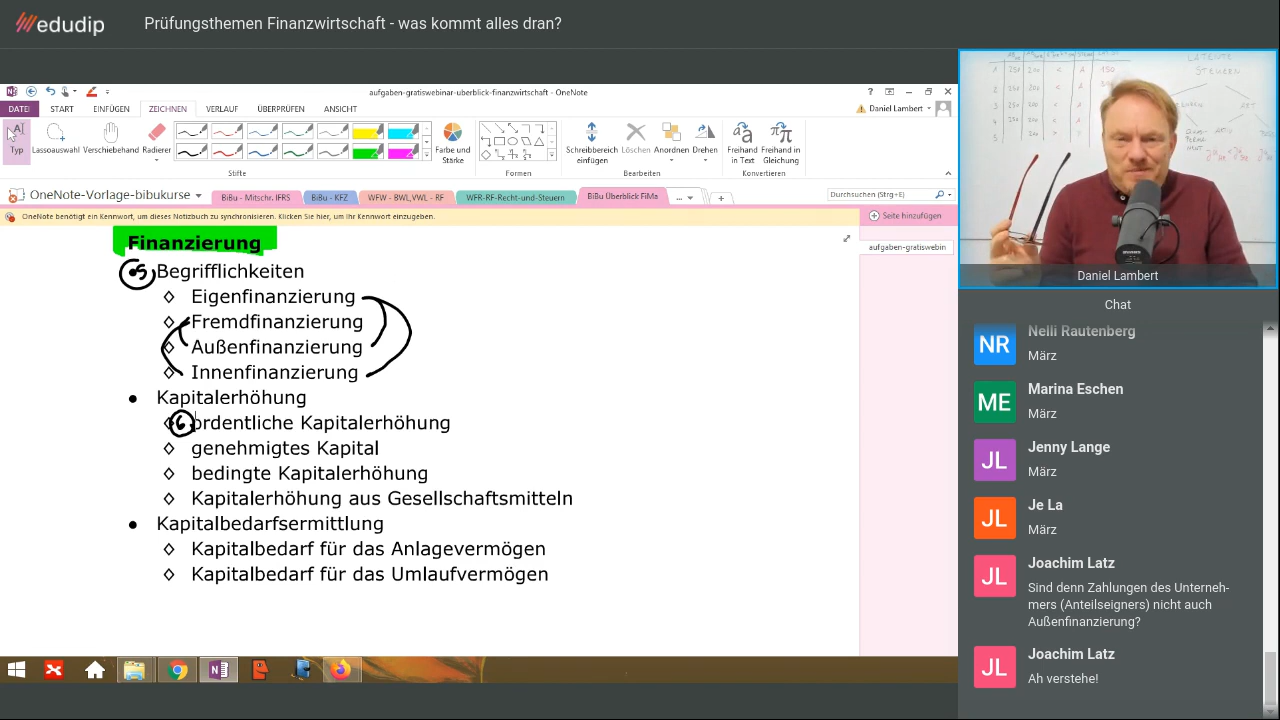 edudip
Prüfungsthemen Finanzwirtschaft - was kommt alles dran?
aufgaben-gratiswebinar-uberblick-finanzwirtschaft - OneNote
DATEI START EINFÜGEN ZEICHNEN VERLAUF ÜBERPRÜFEN ANSICHT
Daniel Lambert
Typ
Lassoauswahl
Verschiebehand
Radierer
Farbe und
Stärke
Schreibbereich
einfügen
Löschen
Anordnen
Drehen
Freihand
in Text
Freihand in
Gleichung
Stifte
Formen
Bearbeiten
Konvertieren
OneNote-Vorlage-bibukurse
BiBu - Mitschr. IFRS
BiBu - KFZ
WFW - BWL,VWL - RF
WFR-RF-Recht-und-Steuern
BiBu Überblick FiMa
Durchsuchen (Strg+E)
OneNote benötigt ein Kennwort, um dieses Notizbuch zu synchronisieren. Klicken Sie hier, um Ihr Kennwort einzugeben.
Seite hinzufügen
aufgaben-gratiswebin
Finanzierung
5 Begrifflichkeiten
Eigenfinanzierung
Fremdfinanzierung
Außenfinanzierung
Innenfinanzierung
Kapitalerhöhung
6 ordentliche Kapitalerhöhung
genehmigtes Kapital
bedingte Kapitalerhöhung
Kapitalerhöhung aus Gesellschaftsmitteln
Kapitalbedarfsermittlung
Kapitalbedarf für das Anlagevermögen
Kapitalbedarf für das Umlaufvermögen
LATENTE
STEUERN
Daniel Lambert
Chat
NR
Nelli Rautenberg
März
ME
Marina Eschen
März
JL
Jenny Lange
März
JL
Je La
März
JL
Joachim Latz
Sind denn Zahlungen des Unterneh-
mers (Anteilseigners) nicht auch
Außenfinanzierung?
JL
Joachim Latz
Ah verstehe!